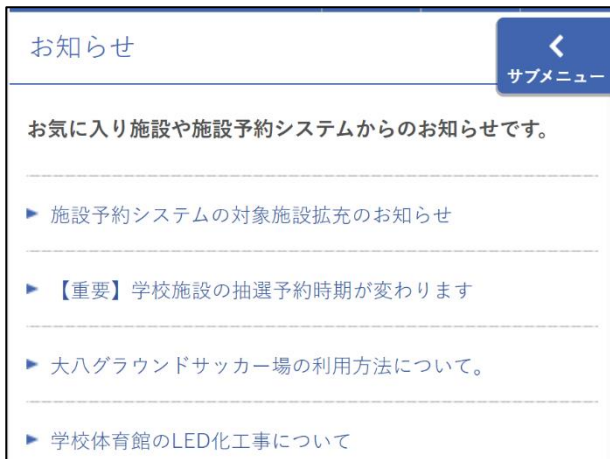 お知らせ
サブメニュー
お気に入り施設や施設予約システムからのお知らせです。
施設予約システムの対象施設拡充のお知らせ
【重要】学校施設の抽選予約時期が変わります
大八グラウンドサッカー場の利用方法について。
学校体育館のLED化工事について